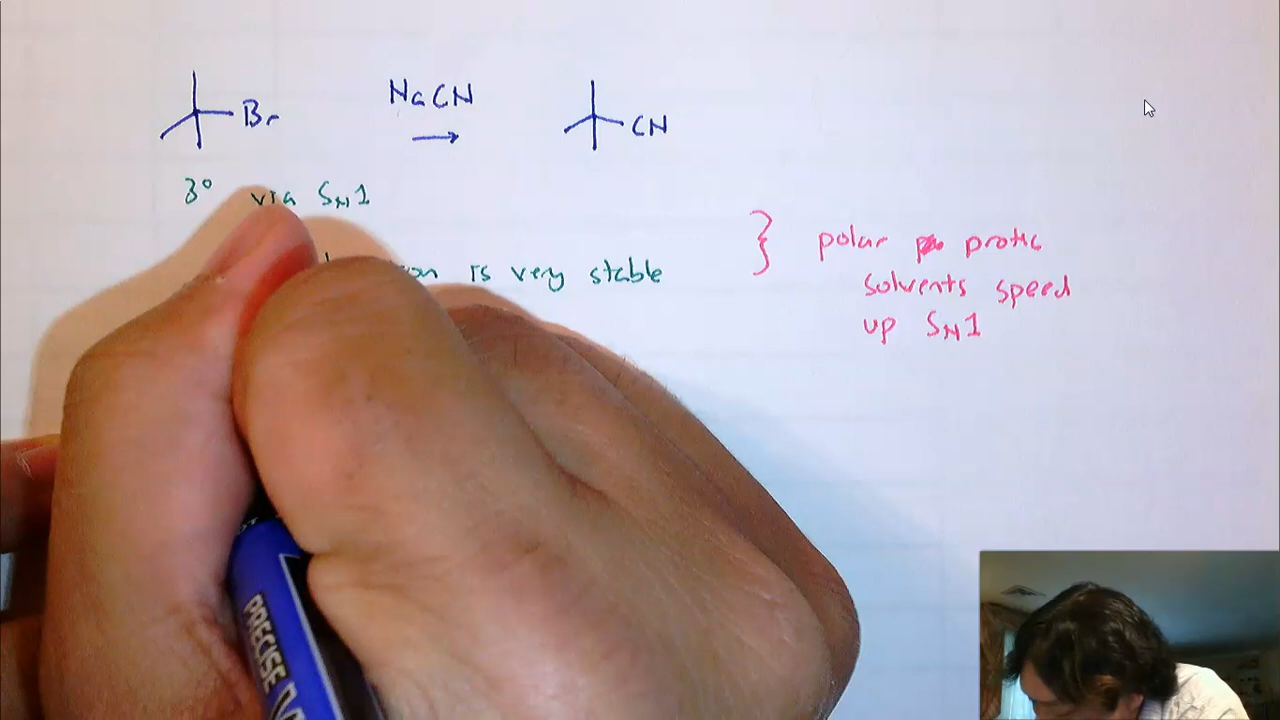 Br NaCN CN
3° via SN1
is very stable
} polar protic
solvents speed
up SN1
PRECISE V